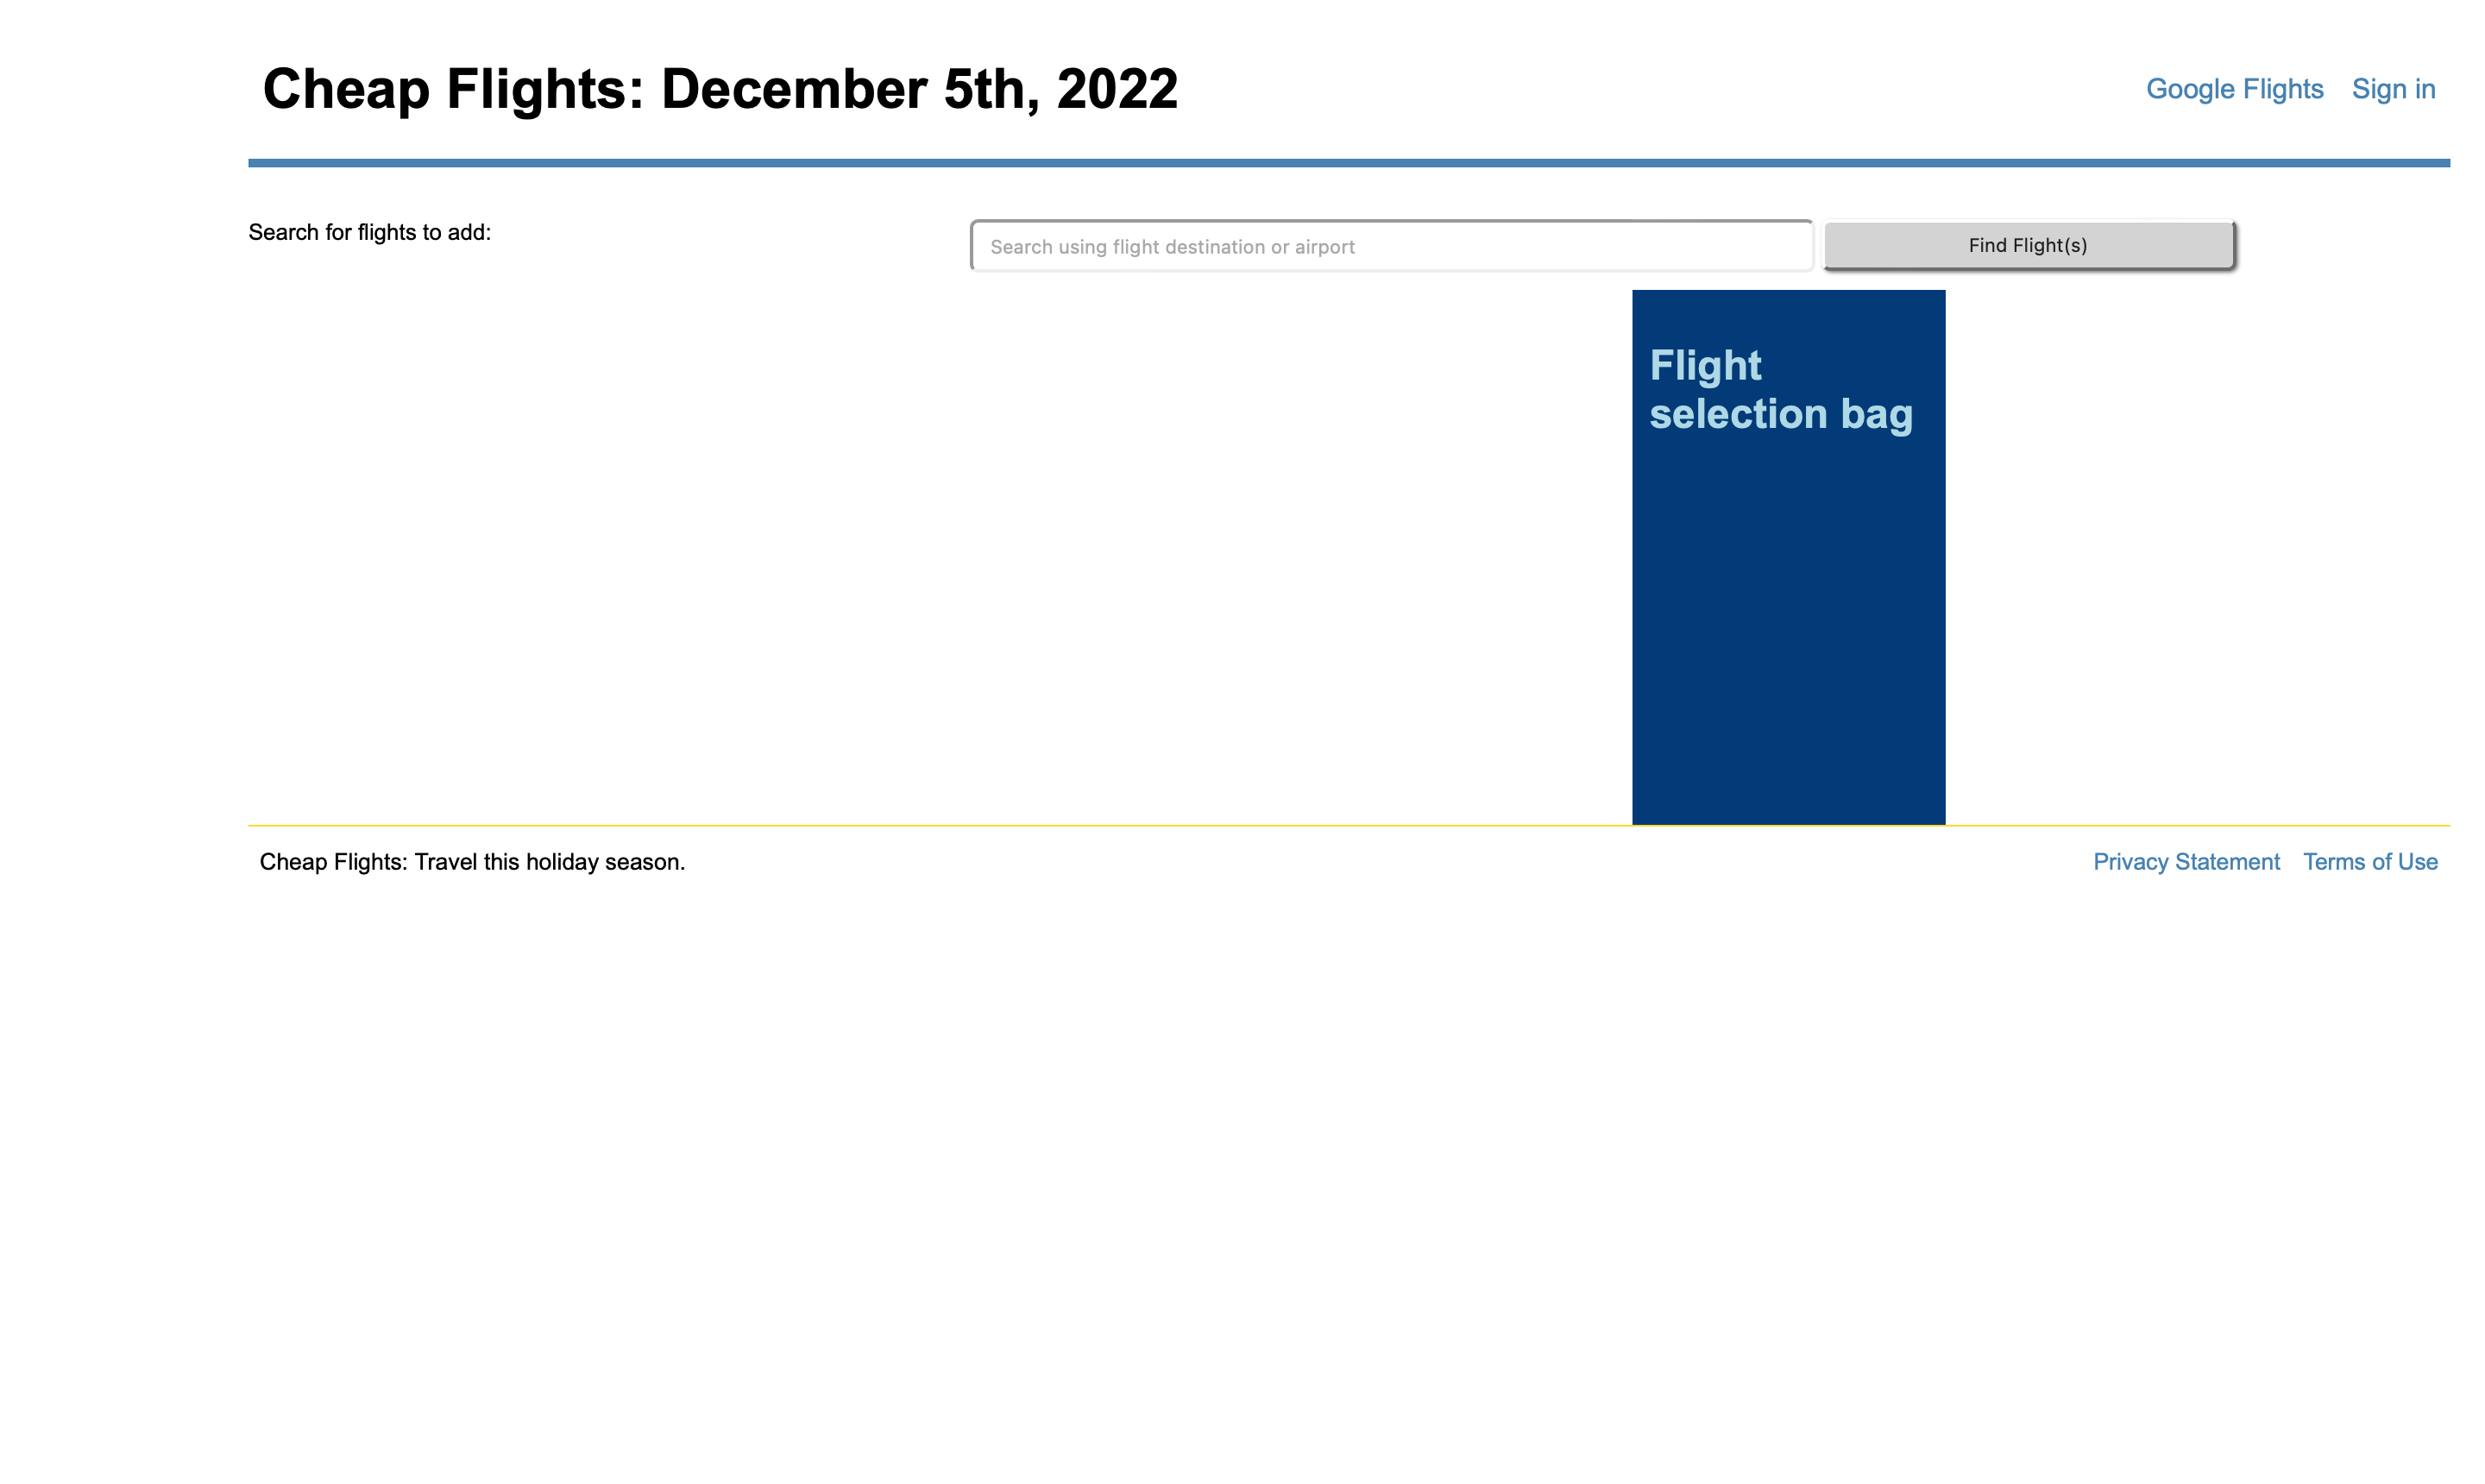 Cheap Flights: December 5th, 2022
Google Flights Sign in
Search for flights to add:
Search using flight destination or airport
Find Flight(s)
Flight
selection bag
Cheap Flights: Travel this holiday season.
Privacy Statement Terms of Use